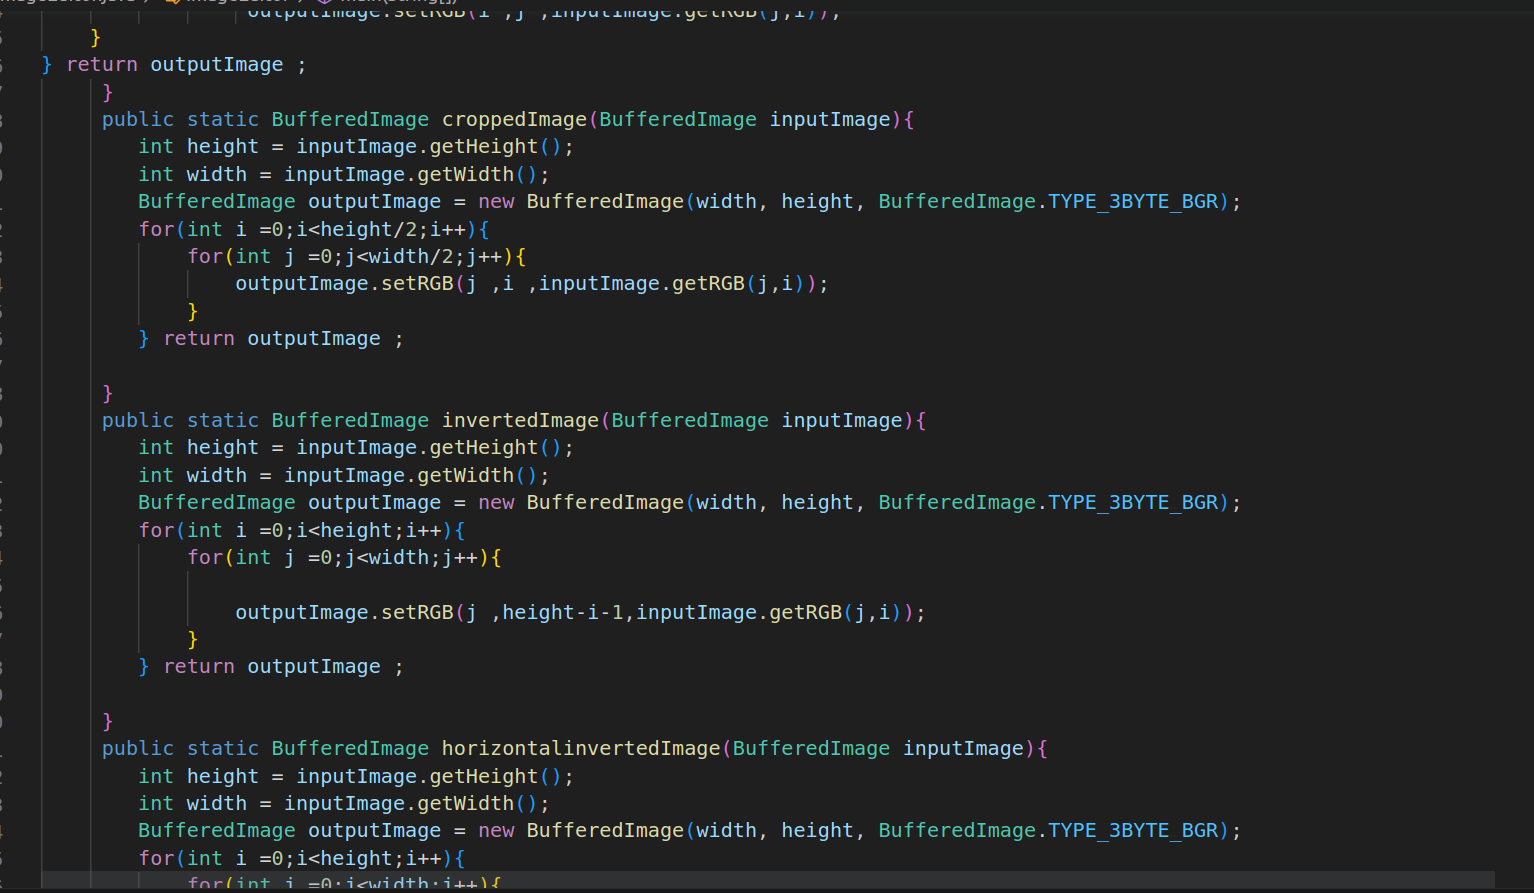 outputImage.setRGB(i ,j ,inputImage.getRGB(j,i));
}
} return outputImage ;
}
public static BufferedImage croppedImage(BufferedImage inputImage){
int height = inputImage.getHeight();
int width = inputImage.getWidth();
BufferedImage outputImage = new BufferedImage(width, height, BufferedImage.TYPE_3BYTE_BGR);
for(int i =0;i<height/2;i++){
for(int j =0;j<width/2;j++){
outputImage.setRGB(j ,i ,inputImage.getRGB(j,i));
}
} return outputImage ;
}
public static BufferedImage invertedImage(BufferedImage inputImage){
int height = inputImage.getHeight();
int width = inputImage.getWidth();
BufferedImage outputImage = new BufferedImage(width, height, BufferedImage.TYPE_3BYTE_BGR);
for(int i =0;i<height;i++){
for(int j =0;j<width;j++){
outputImage.setRGB(j ,height-i-1,inputImage.getRGB(j,i));
}
} return outputImage ;
}
public static BufferedImage horizontalinvertedImage(BufferedImage inputImage){
int height = inputImage.getHeight();
int width = inputImage.getWidth();
BufferedImage outputImage = new BufferedImage(width, height, BufferedImage.TYPE_3BYTE_BGR);
for(int i =0;i<height;i++){
for(int j =0;j<width;j++){